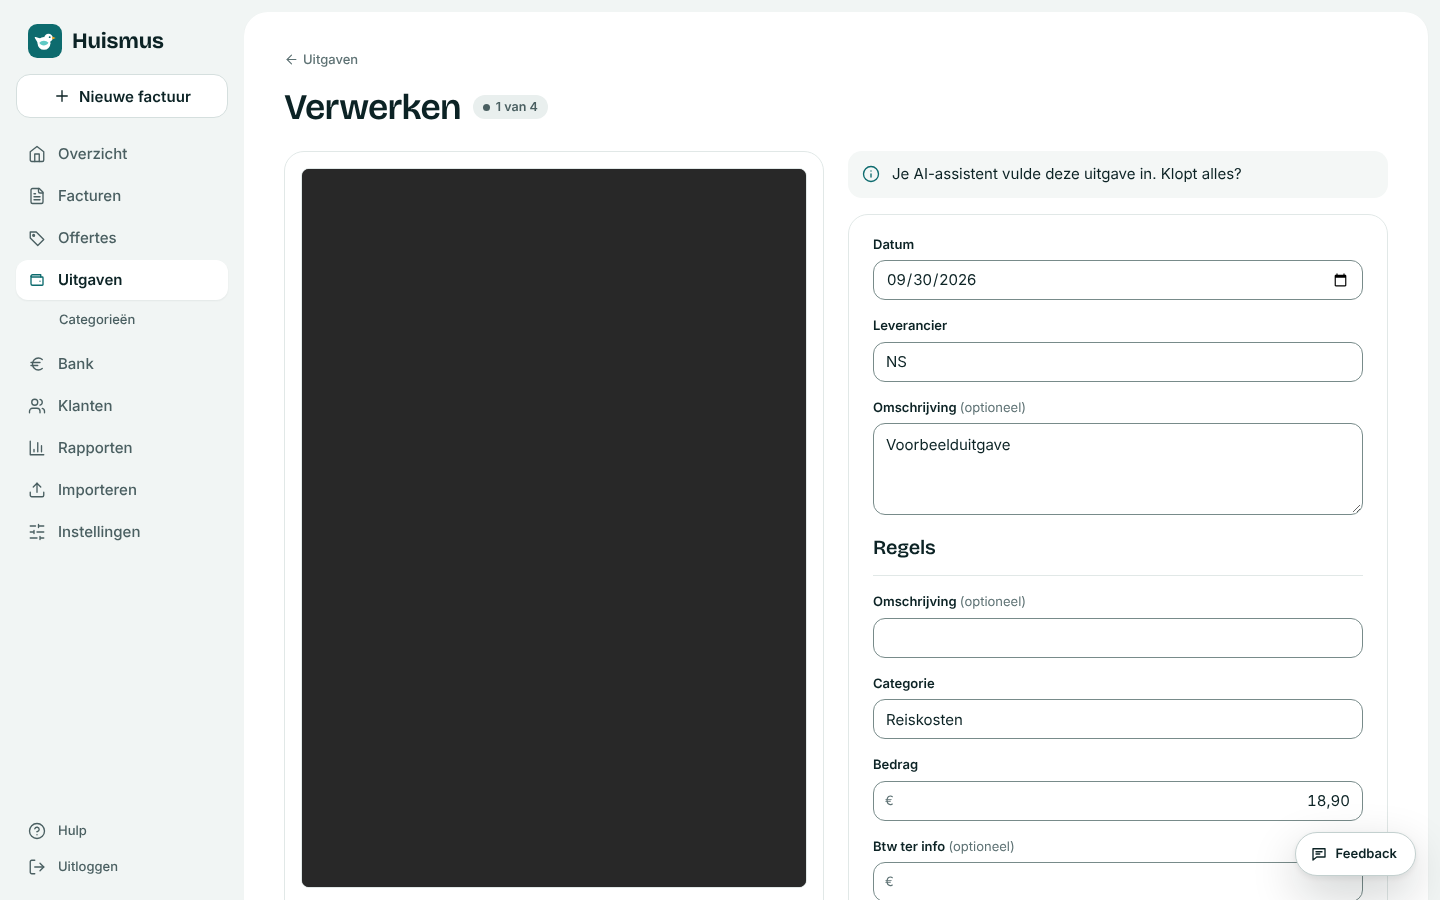 Huismus
Nieuwe factuur
Overzicht
Facturen
Offertes
Uitgaven
Categorieën
Bank
Klanten
Rapporten
Importeren
Instellingen
Hulp
Uitloggen
Uitgaven
Verwerken
1 van 4
Je AI-assistent vulde deze uitgave in. Klopt alles?
Datum
09/30/2026
Leverancier
NS
Omschrijving (optioneel)
Voorbeelduitgave
Regels
Omschrijving (optioneel)
Categorie
Reiskosten
Bedrag
€ 18,90
Btw ter info (optioneel)
€
Feedback